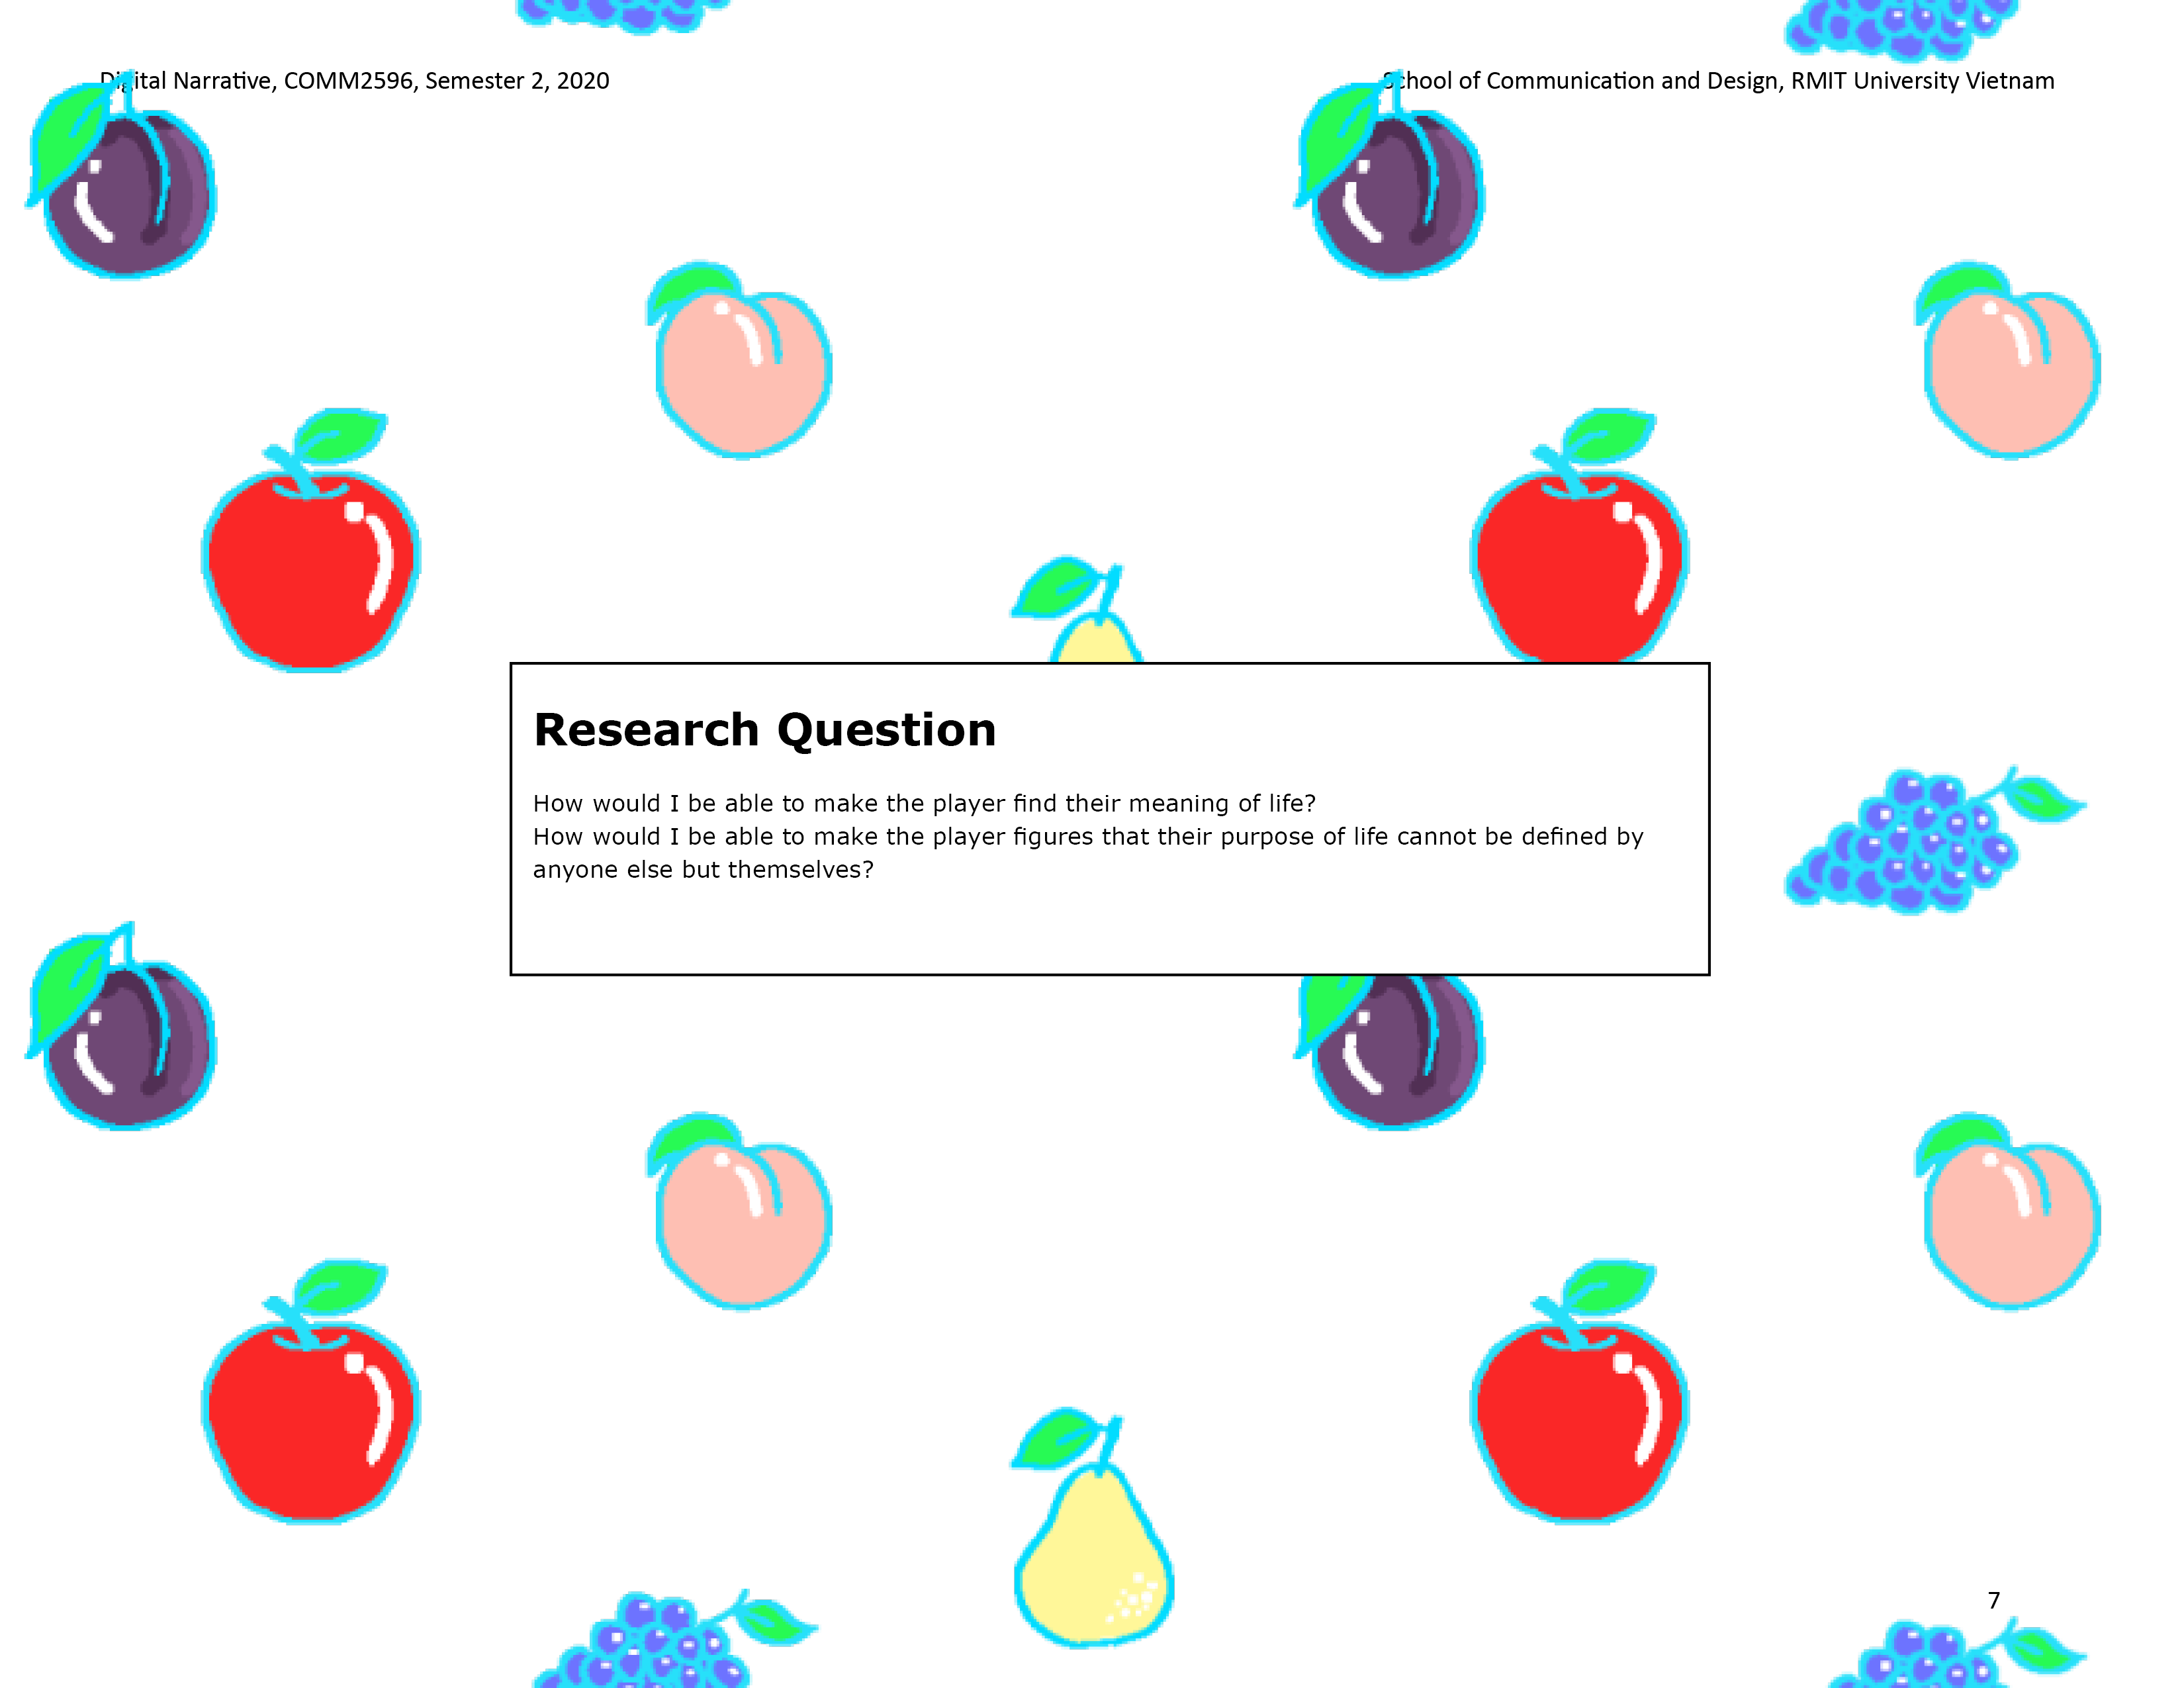 Digital Narrative, COMM2596, Semester 2, 2020
School of Communication and Design, RMIT University Vietnam
Research Question
How would I be able to make the player find their meaning of life?
How would I be able to make the player figures that their purpose of life cannot be defined by
anyone else but themselves?
7